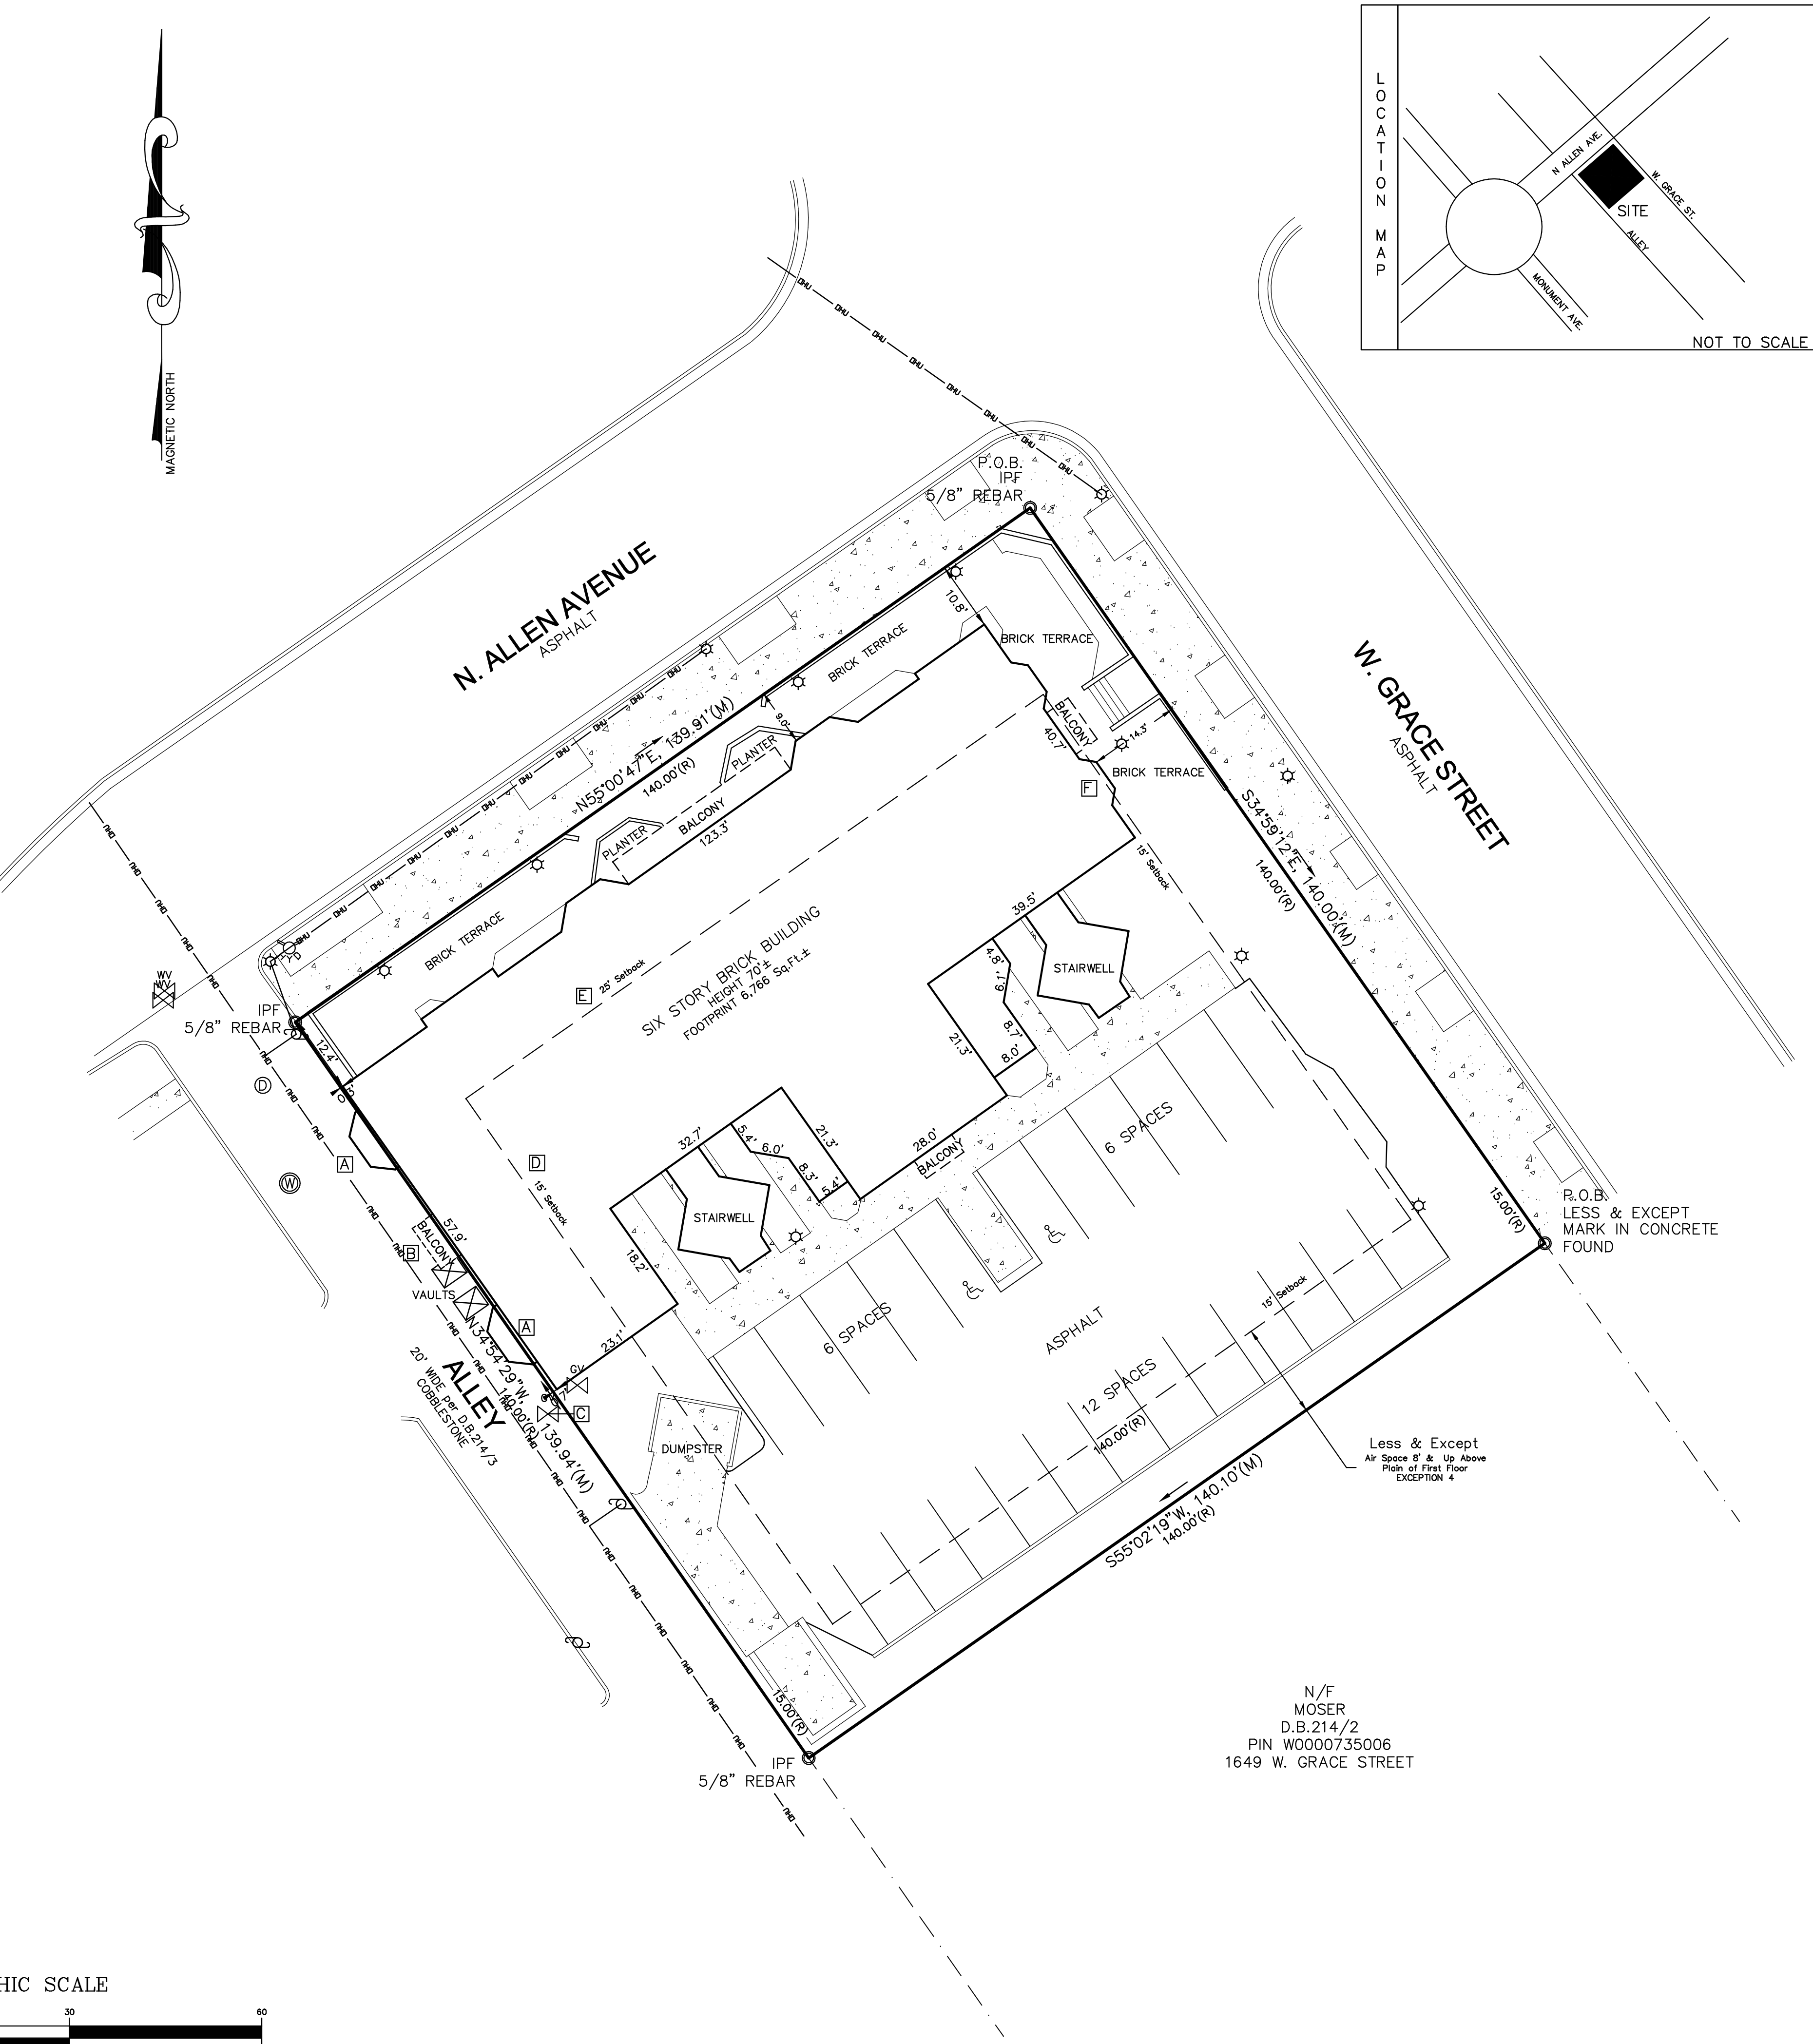 LOCATION MAP
N ALLEN AVE.
W. GRACE ST.
SITE
ALLEY
MONUMENT AVE.
NOT TO SCALE
MAGNETIC NORTH
P.O.B.
IPF
5/8" REBAR
N. ALLEN AVENUE
ASPHALT
W. GRACE STREET
ASPHALT
OHU
10.8'
BRICK TERRACE
BRICK TERRACE
BALCONY
40.7'
14.3'
BRICK TERRACE
F
9.0'
N55°00'47"E, 139.91'(M)
140.00'(R)
PLANTER
BALCONY
123.3'
PLANTER
S34°59'12"E, 140.00'(M)
140.00'(R)
15' Setback
BRICK TERRACE
E
25' Setback
SIX STORY BRICK BUILDING
HEIGHT 70'±
FOOTPRINT 6,766 Sq.Ft.±
39.5'
STAIRWELL
4.8'
6.1'
8.7'
8.0'
21.3'
WV
WV
IPF
5/8" REBAR
12.4'
D
A
W
B
BALCONY
57.9'
VAULTS
A
D
15' Setback
32.7'
5.4'
6.0'
8.3'
5.4'
21.3'
28.0'
BALCONY
STAIRWELL
18.2'
23.1'
6 SPACES
6 SPACES
ASPHALT
12 SPACES
15' Setback
15.00'(R)
P.O.B.
LESS & EXCEPT
MARK IN CONCRETE
FOUND
GV
C
N34°54'29"W, 139.94'(M)
140.00'(R)
ALLEY
20' WIDE per D.B.214/3
COBBLESTONE
DUMPSTER
140.00'(R)
Less & Except
Air Space 8' & Up Above
Plain of First Floor
EXCEPTION 4
S55°02'19"W, 140.10'(M)
140.00'(R)
15.00'(R)
IPF
5/8" REBAR
N/F
MOSER
D.B.214/2
PIN W0000735006
1649 W. GRACE STREET
HIC SCALE
30
60